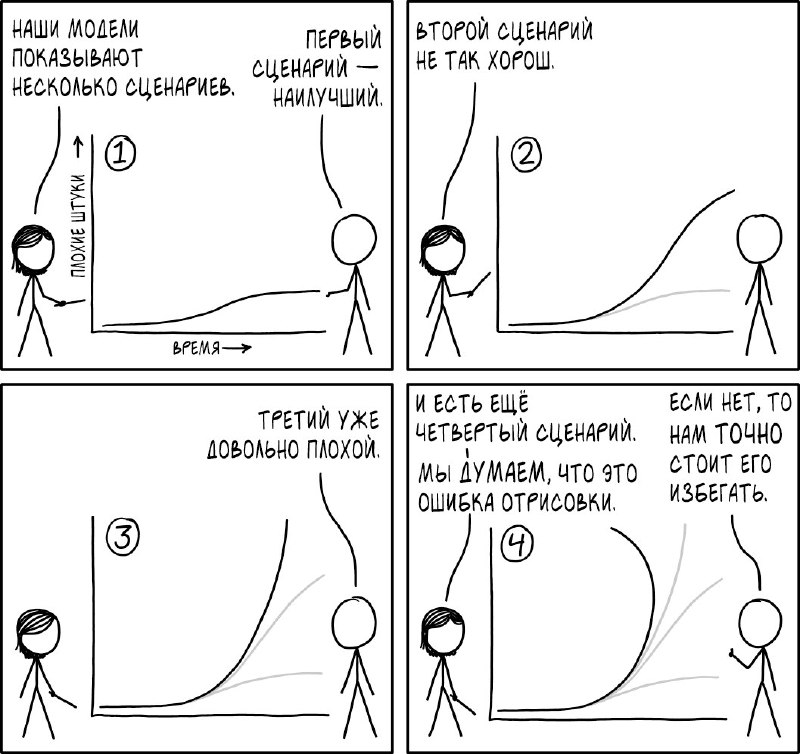 НАШИ МОДЕЛИ
ПОКАЗЫВАЮТ
НЕСКОЛЬКО СЦЕНАРИЕВ.
ПЕРВЫЙ
СЦЕНАРИЙ —
НАИЛУЧШИЙ.
1
ПЛОХИЕ ШТУКИ →
ВРЕМЯ →
ВТОРОЙ СЦЕНАРИЙ
НЕ ТАК ХОРОШ.
2
ТРЕТИЙ УЖЕ
ДОВОЛЬНО ПЛОХОЙ.
3
И ЕСТЬ ЕЩЁ
ЧЕТВЕРТЫЙ СЦЕНАРИЙ.
МЫ ДУМАЕМ, ЧТО ЭТО
ОШИБКА ОТРИСОВКИ.
ЕСЛИ НЕТ, ТО
НАМ ТОЧНО
СТОИТ ЕГО
ИЗБЕГАТЬ.
4